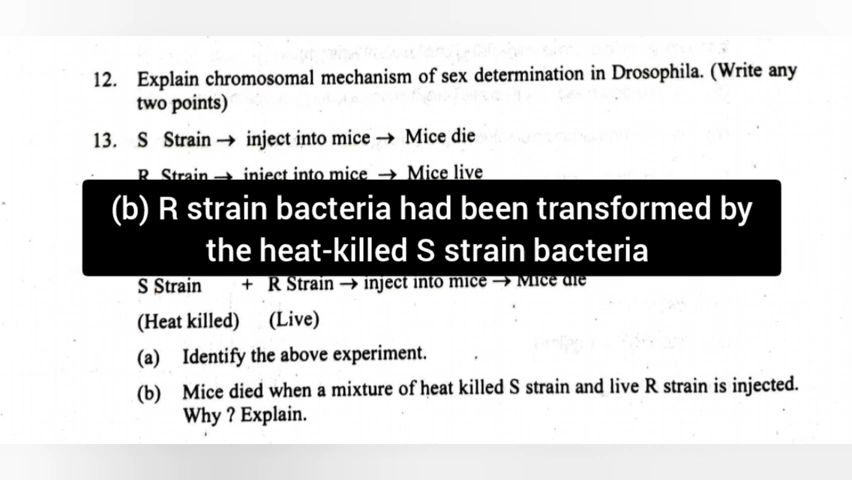 12. Explain chromosomal mechanism of sex determination in Drosophila. (Write any
two points)
13. S Strain → inject into mice → Mice die
R Strain → inject into mice → Mice live
(b) R strain bacteria had been transformed by
the heat-killed S strain bacteria
S Strain + R Strain → inject into mice → Mice die
(Heat killed) (Live)
(a) Identify the above experiment.
(b) Mice died when a mixture of heat killed S strain and live R strain is injected.
Why ? Explain.